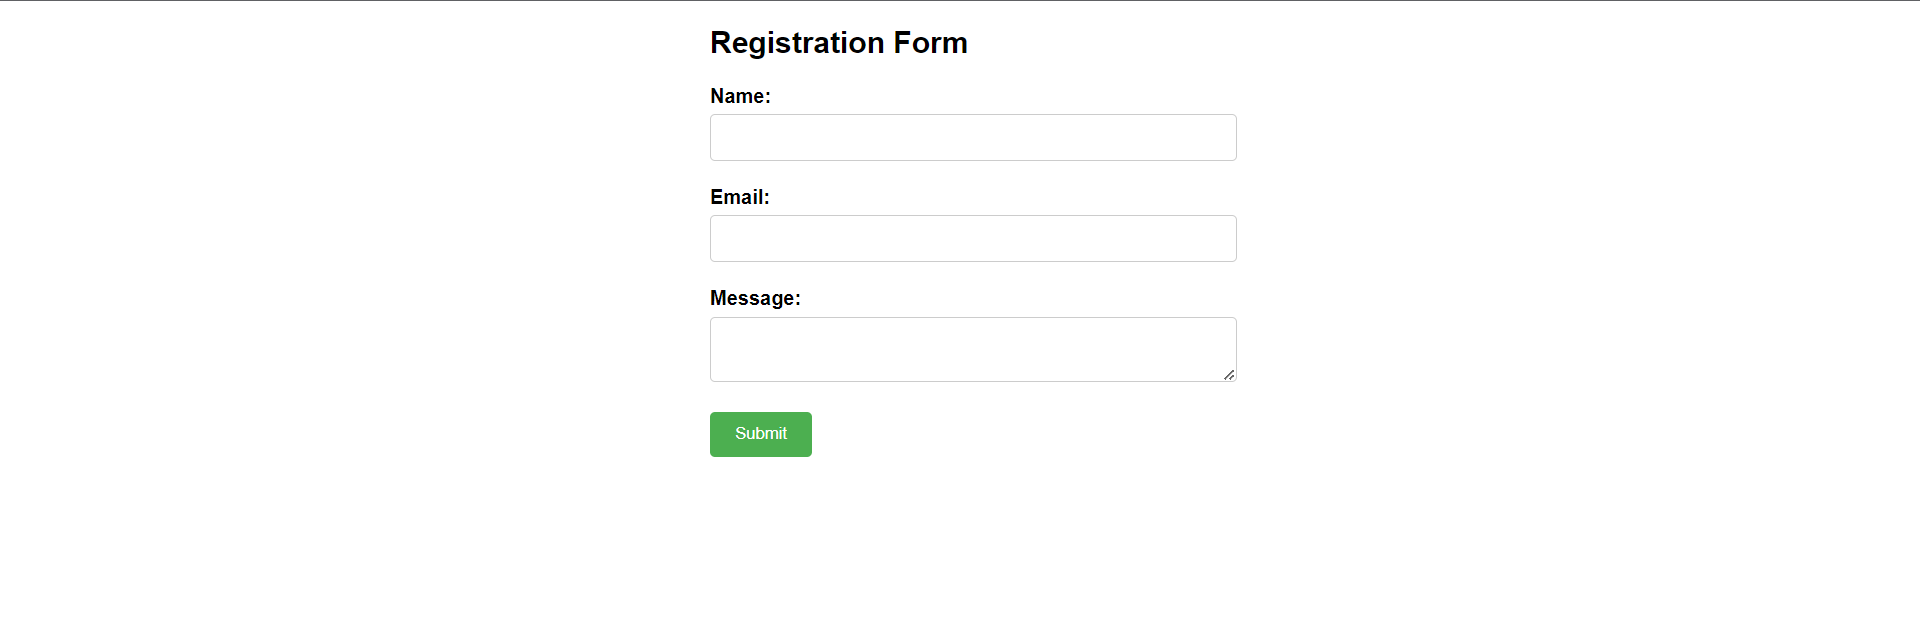 Registration Form
Name:
Email:
Message:
Submit